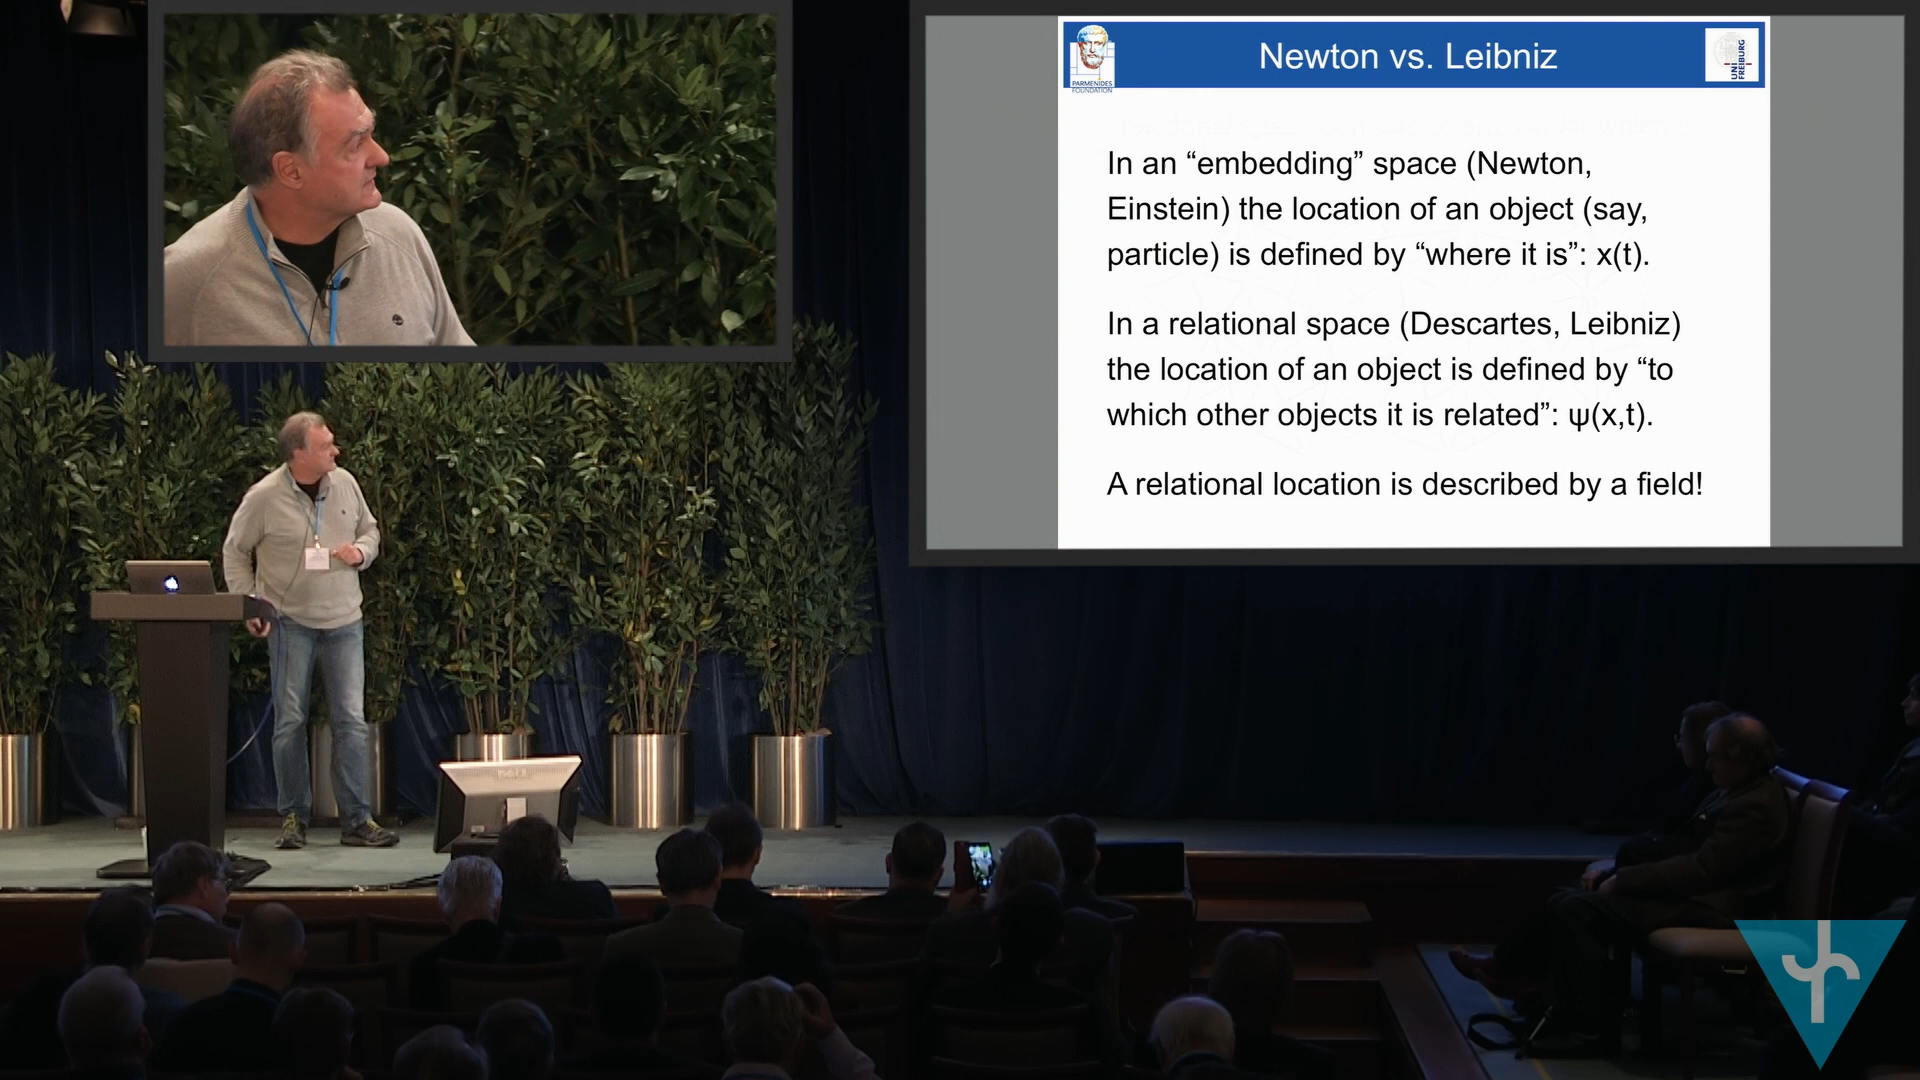 Newton vs. Leibniz
PARMENIDES
FOUNDATION
UNI
FREIBURG
In an “embedding” space (Newton,
Einstein) the location of an object (say,
particle) is defined by “where it is”: x(t).
In a relational space (Descartes, Leibniz)
the location of an object is defined by “to
which other objects it is related”: ψ(x,t).
A relational location is described by a field!
DELL